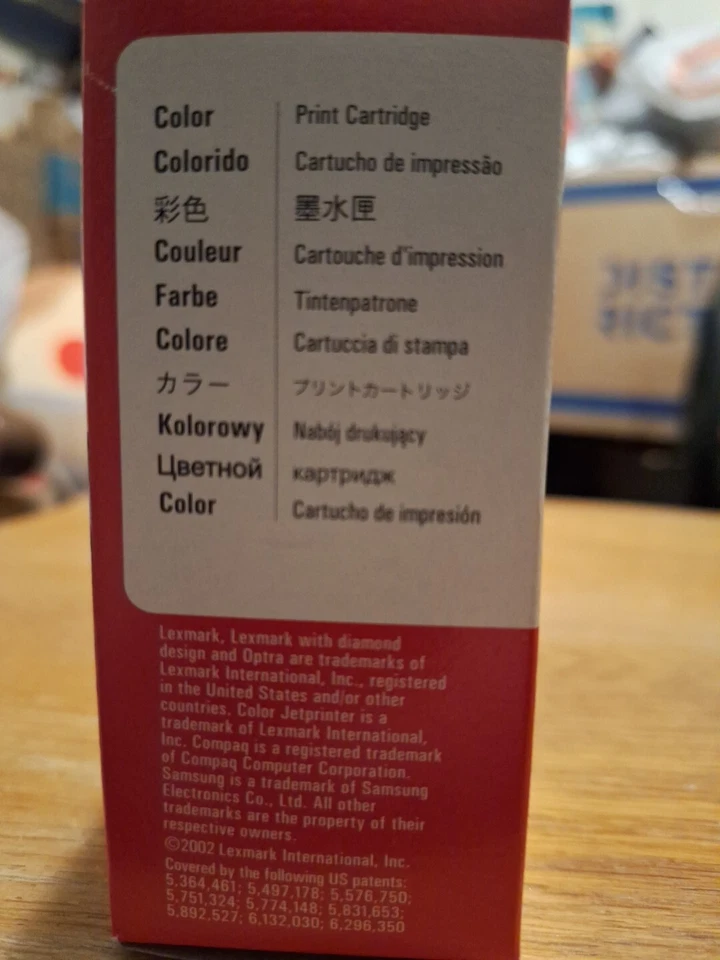 Color Print Cartridge
Colorido Cartucho de impressão
彩色 墨水匣
Couleur Cartouche d'impression
Farbe Tintenpatrone
Colore Cartuccia di stampa
カラー プリントカートリッジ
Kolorowy Nabój drukujący
Цветной картридж
Color Cartucho de impresión
Lexmark, Lexmark with diamond
design and Optra are trademarks of
Lexmark International, Inc., registered
in the United States and/or other
countries. Color Jetprinter is a
trademark of Lexmark International,
Inc. Compaq is a registered trademark
of Compaq Computer Corporation.
Samsung is a trademark of Samsung
Electronics Co., Ltd. All other
trademarks are the property of their
respective owners.
©2002 Lexmark International, Inc.
Covered by the following US patents:
5,364,461; 5,497,178; 5,576,750;
5,751,324; 5,774,148; 5,831,653;
5,892,527; 6,132,030; 6,296,350